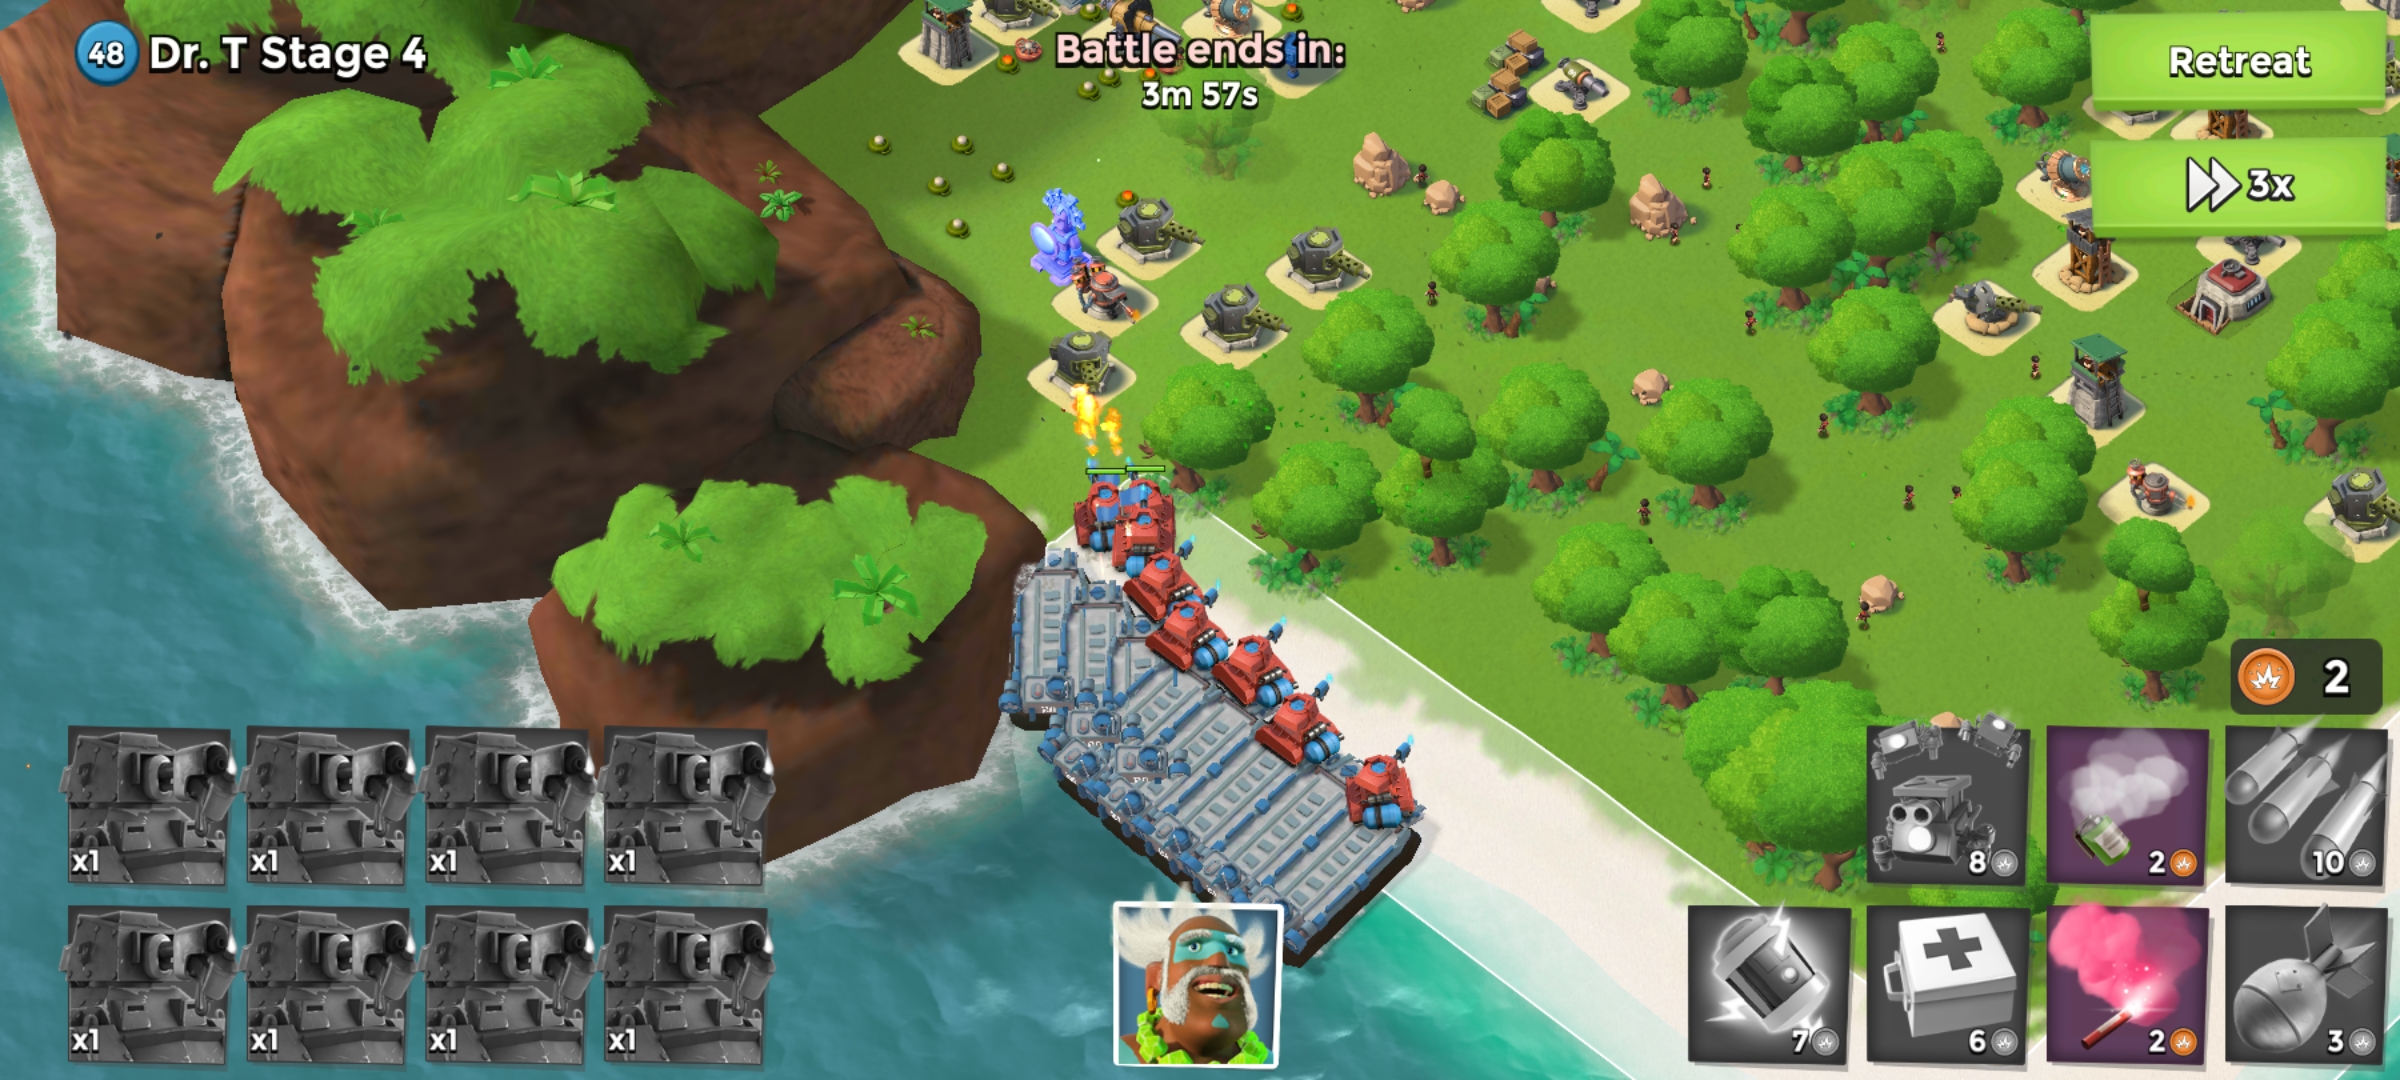 48 Dr. T Stage 4
Battle ends in:
3m 57s
Retreat
3x
2
8
2
10
x1
x1
x1
x1
7
6
2
3
x1
x1
x1
x1